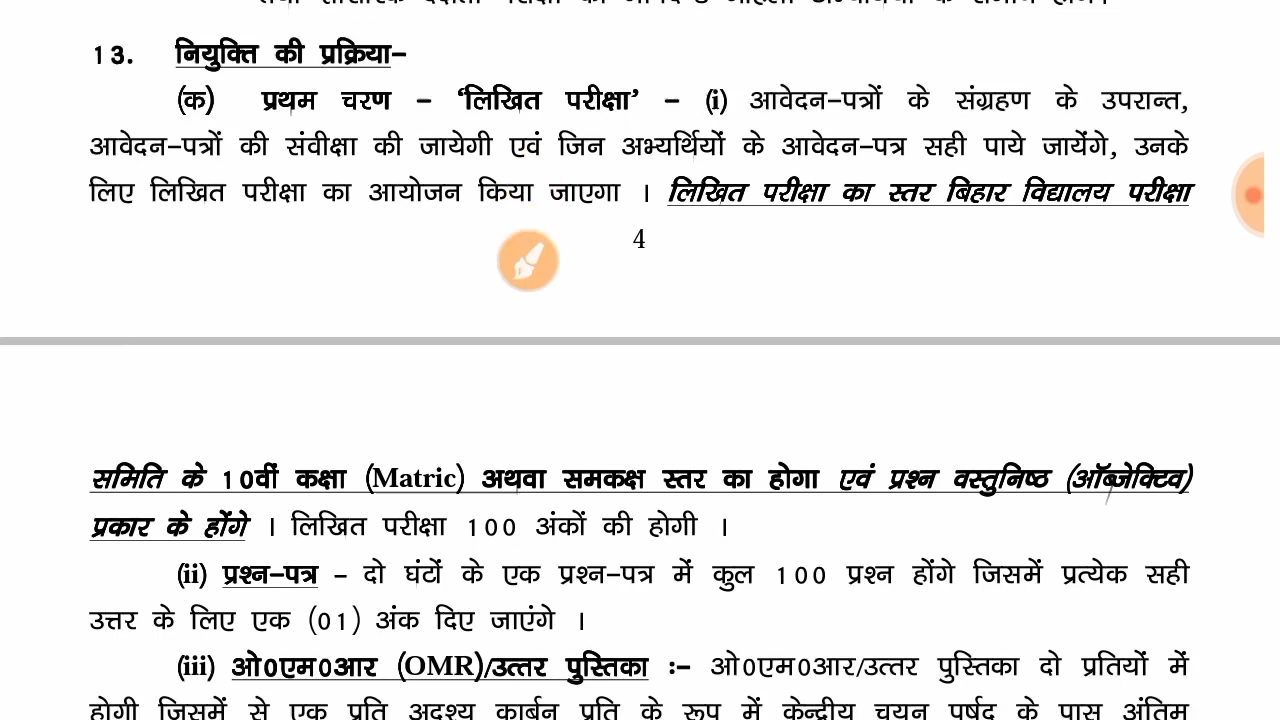 13. नियुक्ति की प्रक्रिया–
(क) प्रथम चरण – ‘लिखित परीक्षा’ – (i) आवेदन–पत्रों के संग्रहण के उपरान्त,
आवेदन–पत्रों की संवीक्षा की जायेगी एवं जिन अभ्यर्थियों के आवेदन–पत्र सही पाये जायेंगे, उनके
लिए लिखित परीक्षा का आयोजन किया जाएगा । लिखित परीक्षा का स्तर बिहार विद्यालय परीक्षा
4
समिति के 10वीं कक्षा (Matric) अथवा समकक्ष स्तर का होगा एवं प्रश्न वस्तुनिष्ठ (ऑब्जेक्टिव)
प्रकार के होंगे । लिखित परीक्षा 100 अंकों की होगी ।
(ii) प्रश्न–पत्र – दो घंटों के एक प्रश्न–पत्र में कुल 100 प्रश्न होंगे जिसमें प्रत्येक सही
उत्तर के लिए एक (01) अंक दिए जाएंगे ।
(iii) ओ0एम0आर (OMR)/उत्तर पुस्तिका :– ओ0एम0आर/उत्तर पुस्तिका दो प्रतियों में
होगी जिसमें से एक प्रति अदृश्य कार्बन प्रति के रूप में केन्द्रीय चयन पर्षद के पास अंतिम